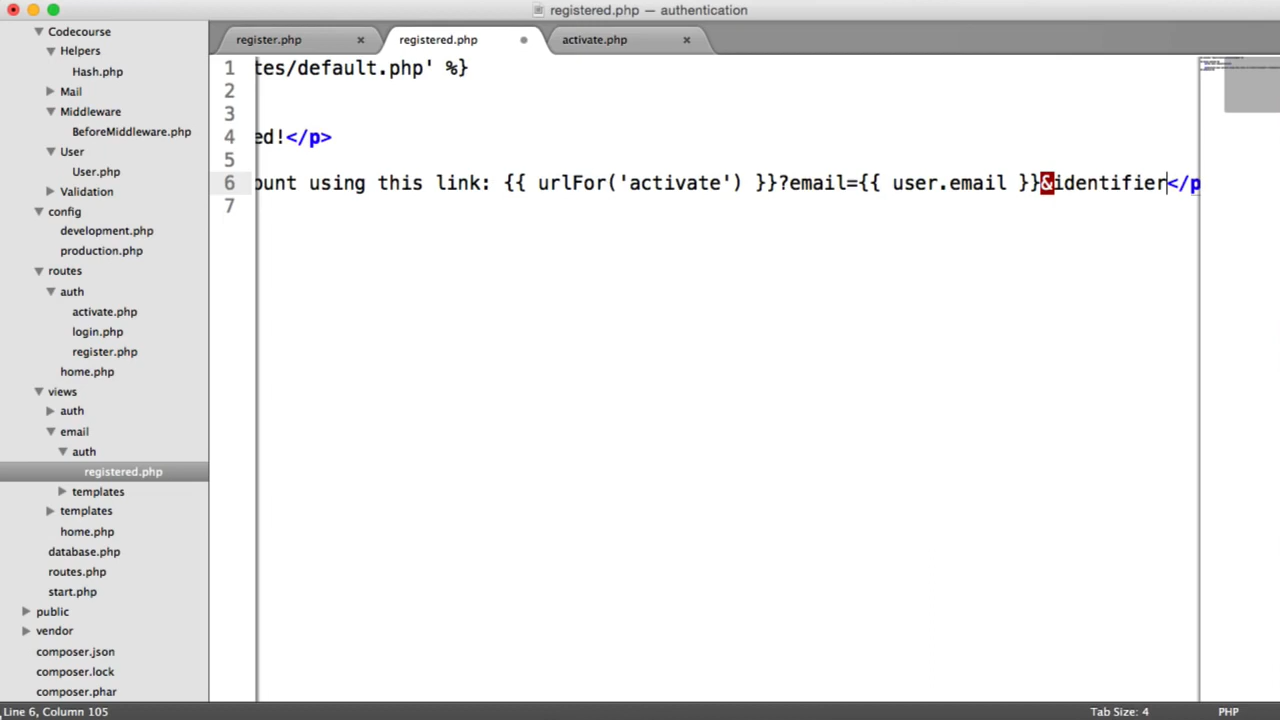 registered.php — authentication
Codecourse
Helpers
Hash.php
Mail
Middleware
BeforeMiddleware.php
User
User.php
Validation
config
development.php
production.php
routes
auth
activate.php
login.php
register.php
home.php
views
auth
email
auth
registered.php
templates
templates
home.php
database.php
routes.php
start.php
public
vendor
composer.json
composer.lock
composer.phar
register.php × registered.php activate.php ×
1 tes/default.php' %}
2
3
4 ed!</p>
5
6 ount using this link: {{ urlFor('activate') }}?email={{ user.email }}&identifier</p
7
Line 6, Column 105 Tab Size: 4 PHP